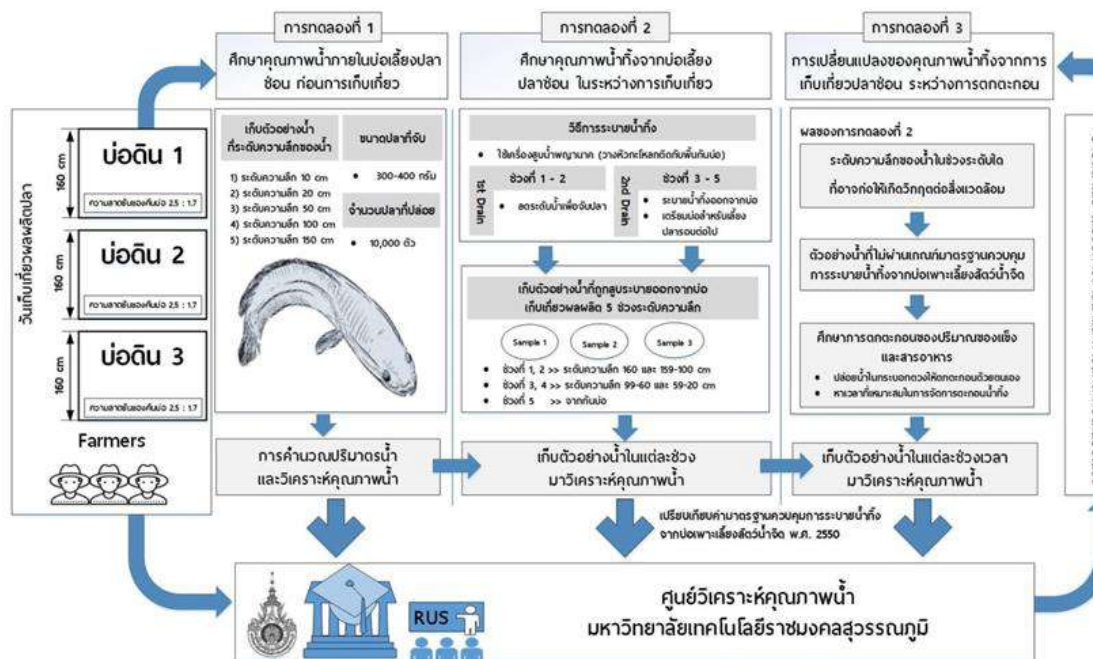 การทดลองที่ 1
ศึกษาคุณภาพน้ำภายในบ่อเลี้ยงปลา
ช่อน ก่อนการเก็บเกี่ยว
การทดลองที่ 2
ศึกษาคุณภาพน้ำทิ้งจากบ่อเลี้ยง
ปลาช่อน ในระหว่างการเก็บเกี่ยว
การทดลองที่ 3
การเปลี่ยนแปลงของคุณภาพน้ำทิ้งจากการ
เก็บเกี่ยวปลาช่อน ระหว่างการตกตะกอน
วันเก็บเกี่ยวผลผลิตปลา
160 cm
บ่อดิน 1
ความลาดชันของคันบ่อ 2.5 : 1.7
160 cm
บ่อดิน 2
ความลาดชันของคันบ่อ 2.5 : 1.7
160 cm
บ่อดิน 3
ความลาดชันของคันบ่อ 2.5 : 1.7
Farmers
เก็บตัวอย่างน้ำ
ที่ระดับความลึกของน้ำ
1) ระดับความลึก 10 cm
2) ระดับความลึก 20 cm
3) ระดับความลึก 50 cm
4) ระดับความลึก 100 cm
5) ระดับความลึก 150 cm
ขนาดปลาที่จับ
• 300-400 กรัม
จำนวนปลาที่ปล่อย
• 10,000 ตัว
การคำนวณปริมาตรน้ำ
และวิเคราะห์คุณภาพน้ำ
วิธีการระบายน้ำทิ้ง
• ใช้เครื่องสูบน้ำพญานาค (วางหัวกะโหลกติดกับพื้นก้นบ่อ)
1st Drain
ช่วงที่ 1 - 2
• ลดระดับน้ำเพื่อจับปลา
2nd Drain
ช่วงที่ 3 - 5
• ระบายน้ำทิ้งออกจากบ่อ
• เตรียมบ่อสำหรับเลี้ยง
ปลารอบต่อไป
เก็บตัวอย่างน้ำที่ถูกสูบระบายออกจากบ่อ
เก็บเกี่ยวผลผลิต 5 ช่วงระดับความลึก
Sample 1
Sample 2
Sample 3
• ช่วงที่ 1, 2 >> ระดับความลึก 160 และ 159-100 cm
• ช่วงที่ 3, 4 >> ระดับความลึก 99-60 และ 59-20 cm
• ช่วงที่ 5 >> จากก้นบ่อ
เก็บตัวอย่างน้ำในแต่ละช่วง
มาวิเคราะห์คุณภาพน้ำ
ผลของการทดลองที่ 2
ระดับความลึกของน้ำในช่วงระดับใด
ที่อาจก่อให้เกิดวิกฤตต่อสิ่งแวดล้อม
ตัวอย่างน้ำที่ไม่ผ่านเกณฑ์มาตรฐานควบคุม
การระบายน้ำทิ้งจากบ่อเพาะเลี้ยงสัตว์น้ำจืด
ศึกษาการตกตะกอนของปริมาณของแข็ง
และสารอาหาร
• ปล่อยน้ำในกระบอกตวงให้ตกตะกอนด้วยตนเอง
• หาเวลาที่เหมาะสมในการจัดการตะกอนน้ำทิ้ง
เก็บตัวอย่างน้ำในแต่ละช่วงเวลา
มาวิเคราะห์คุณภาพน้ำ
เปรียบเทียบค่ามาตรฐานควบคุมการระบายน้ำทิ้ง
จากบ่อเพาะเลี้ยงสัตว์น้ำจืด พ.ศ. 2550
RUS
ศูนย์วิเคราะห์คุณภาพน้ำ
มหาวิทยาลัยเทคโนโลยีราชมงคลสุวรรณภูมิ